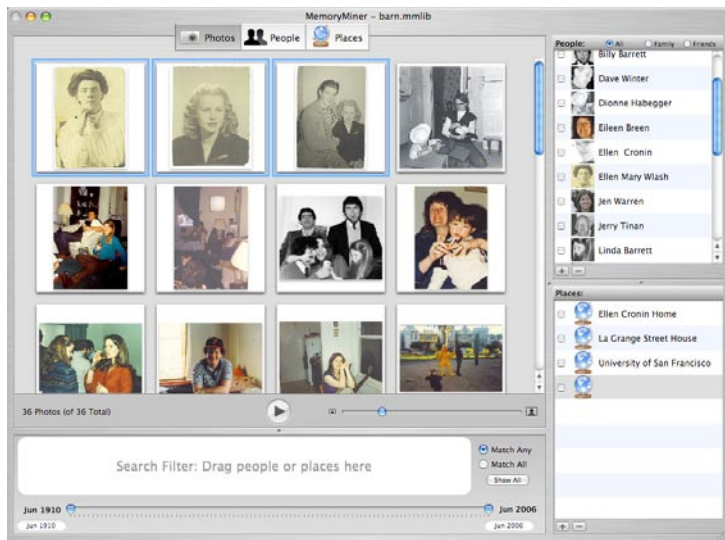 MemoryMiner – barn.mmlib
Photos People Places
People: All Family Friends
Billy Barrett
Dave Winter
Dionne Habegger
Eileen Breen
Ellen Cronin
Ellen Mary Wlash
Jen Warren
Jerry Tinan
Linda Barrett
Places:
Ellen Cronin Home
La Grange Street House
University of San Francisco
36 Photos (of 36 Total)
Search Filter: Drag people or places here
Match Any
Match All
Show All
Jun 1910 Jun 2006
Jun 1910 Jun 2006